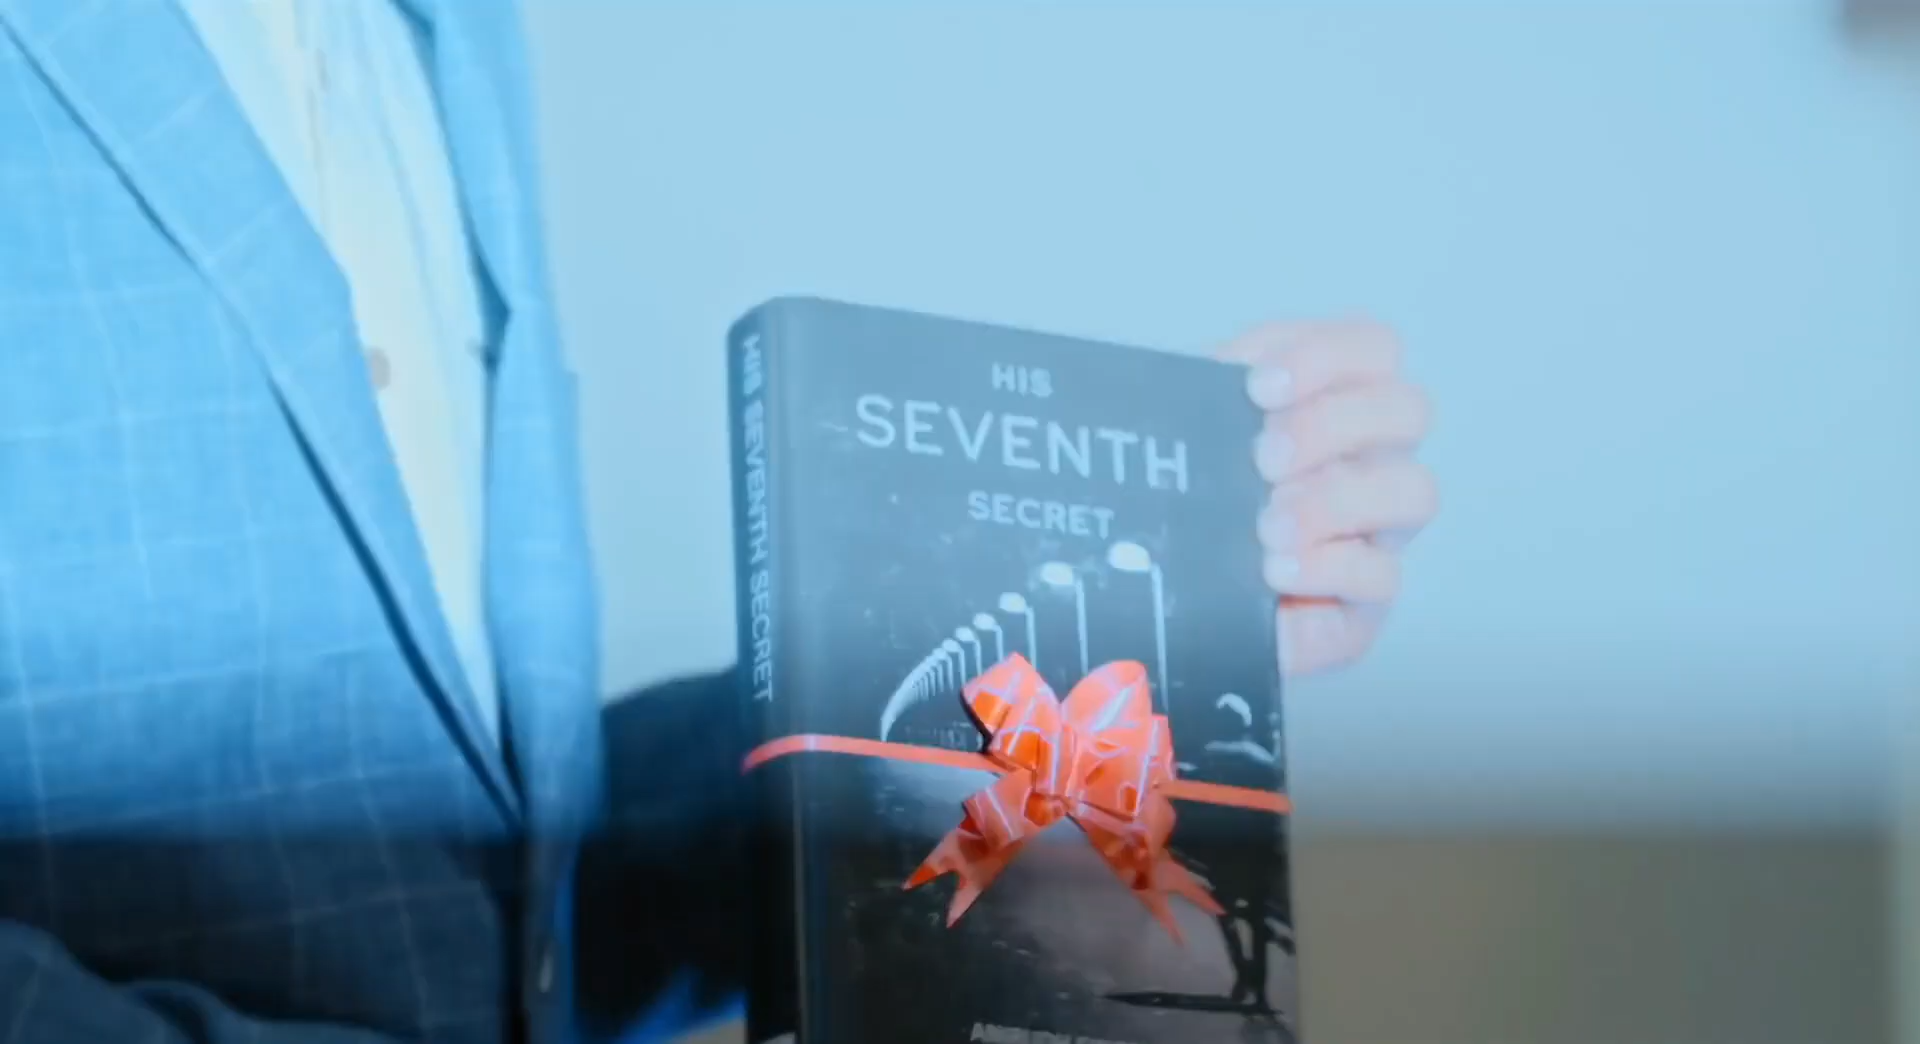 HIS SEVENTH SECRET
HIS
SEVENTH
SECRET